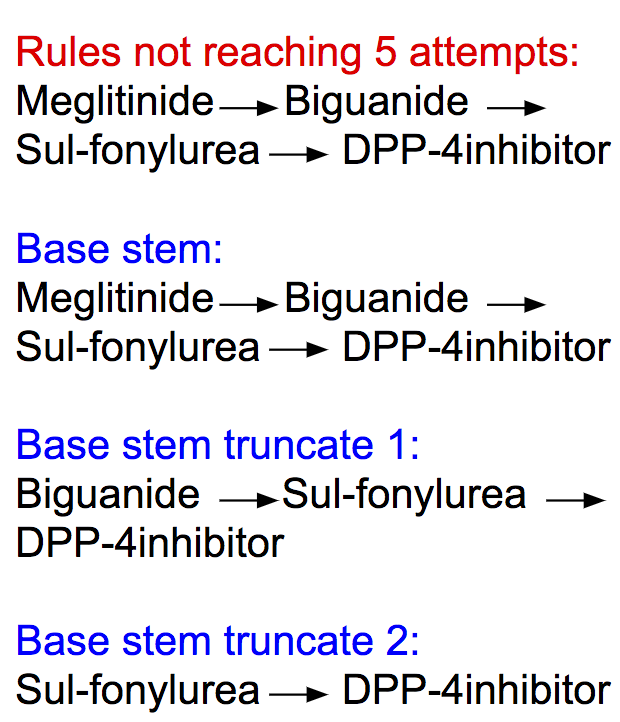 Rules not reaching 5 attempts:
Meglitinide → Biguanide →
Sul-fonylurea → DPP-4inhibitor
Base stem:
Meglitinide → Biguanide →
Sul-fonylurea → DPP-4inhibitor
Base stem truncate 1:
Biguanide → Sul-fonylurea →
DPP-4inhibitor
Base stem truncate 2:
Sul-fonylurea → DPP-4inhibitor